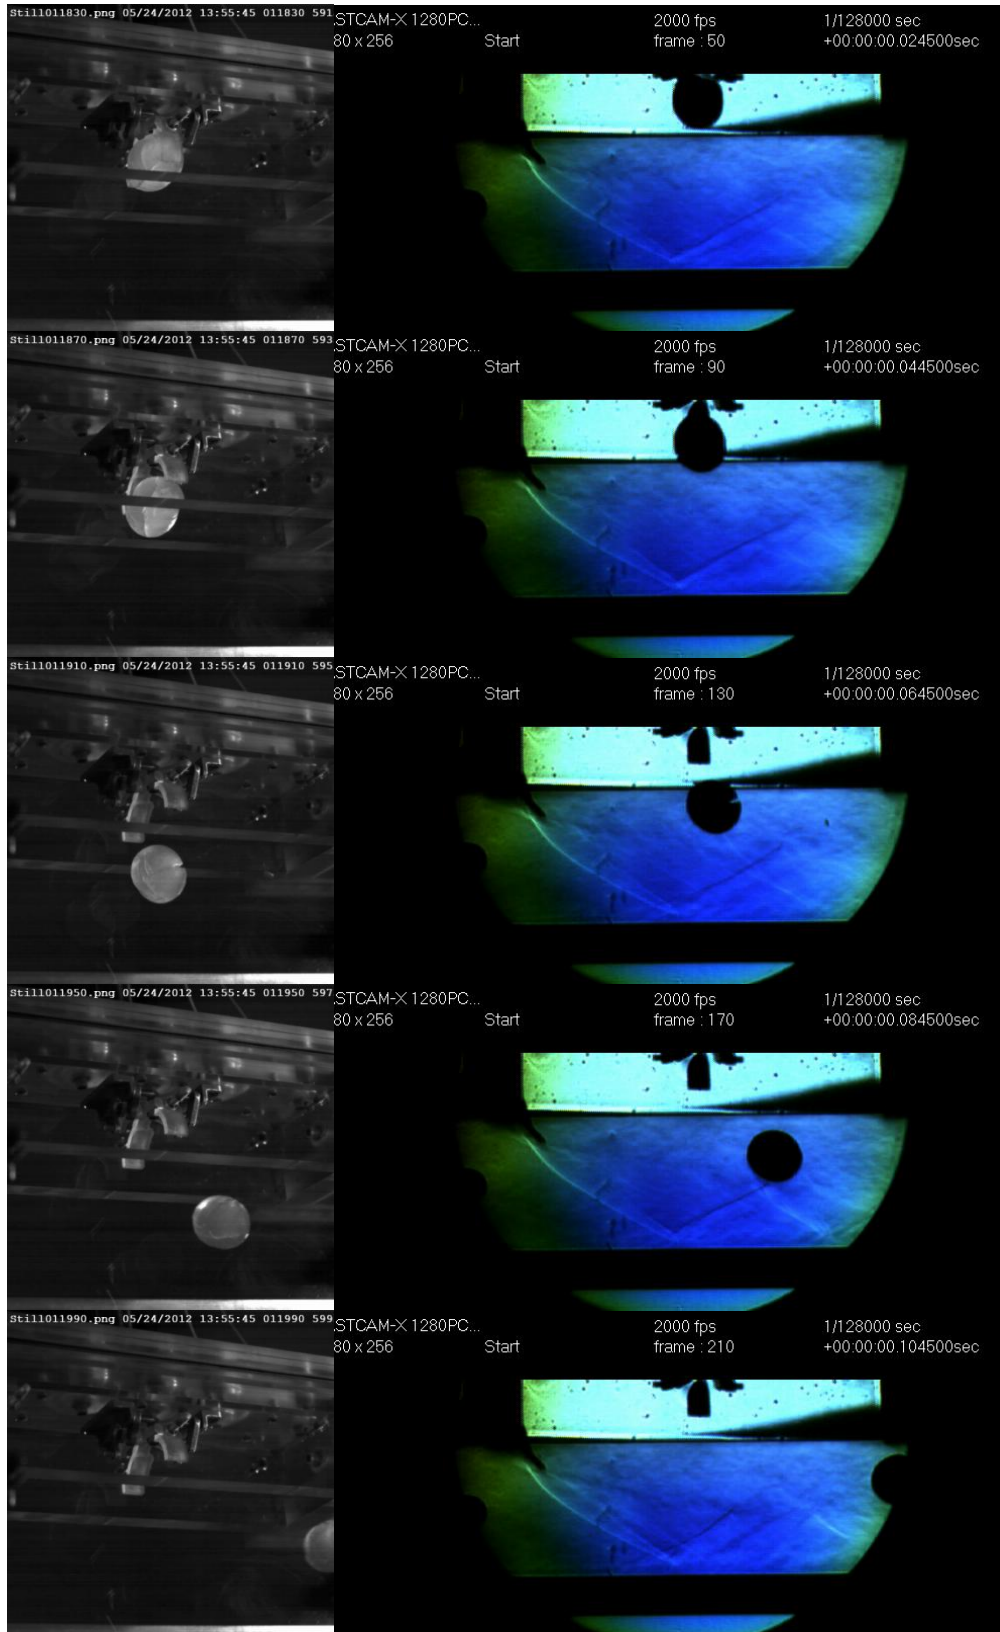 Still011830.png 05/24/2012 13:55:45 011830 591
.STCAM-X 1280PC... 2000 fps 1/128000 sec
80 x 256 Start frame : 50 +00:00:00.024500sec
Still011870.png 05/24/2012 13:55:45 011870 593
.STCAM-X 1280PC... 2000 fps 1/128000 sec
80 x 256 Start frame : 90 +00:00:00.044500sec
Still011910.png 05/24/2012 13:55:45 011910 595
.STCAM-X 1280PC... 2000 fps 1/128000 sec
80 x 256 Start frame : 130 +00:00:00.064500sec
Still011950.png 05/24/2012 13:55:45 011950 597
.STCAM-X 1280PC... 2000 fps 1/128000 sec
80 x 256 Start frame : 170 +00:00:00.084500sec
Still011990.png 05/24/2012 13:55:45 011990 599
.STCAM-X 1280PC... 2000 fps 1/128000 sec
80 x 256 Start frame : 210 +00:00:00.104500sec